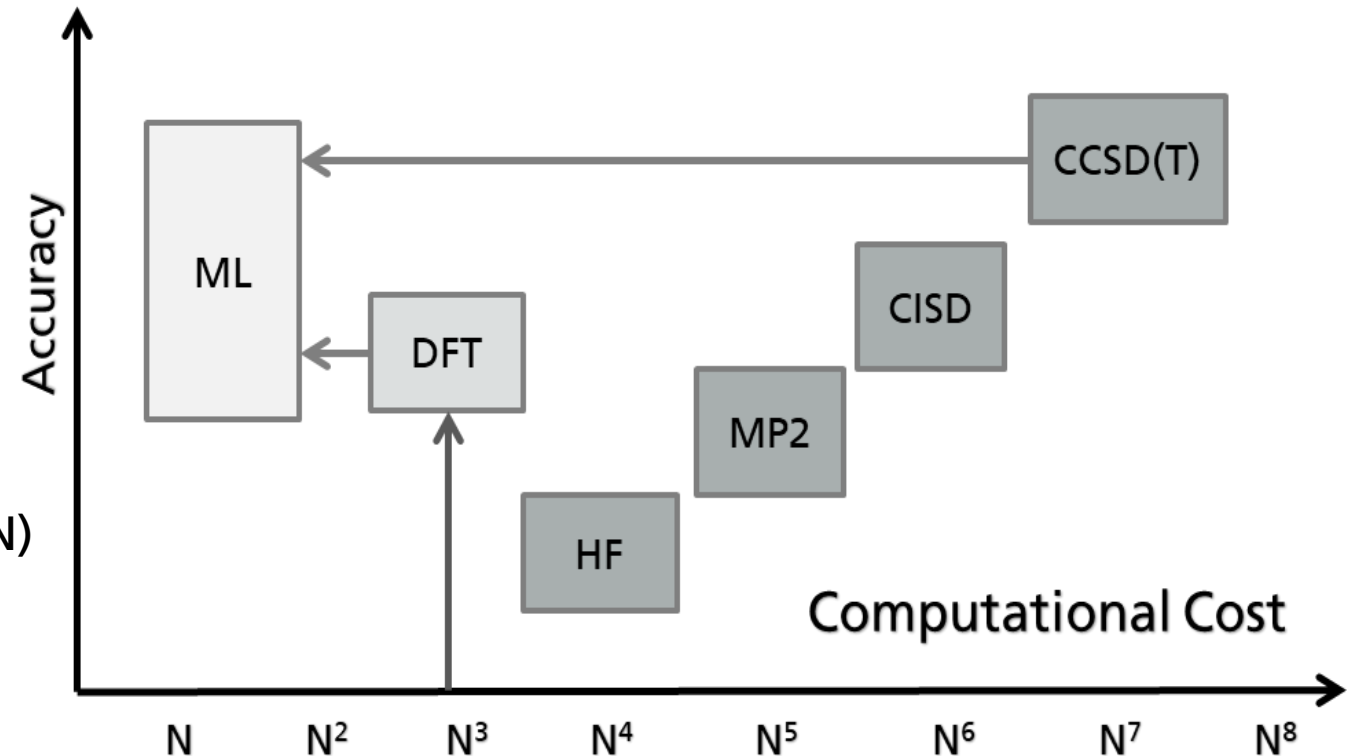 Accuracy
ML
DFT
HF
MP2
CISD
CCSD(T)
N)
Computational Cost
N N² N³ N⁴ N⁵ N⁶ N⁷ N⁸